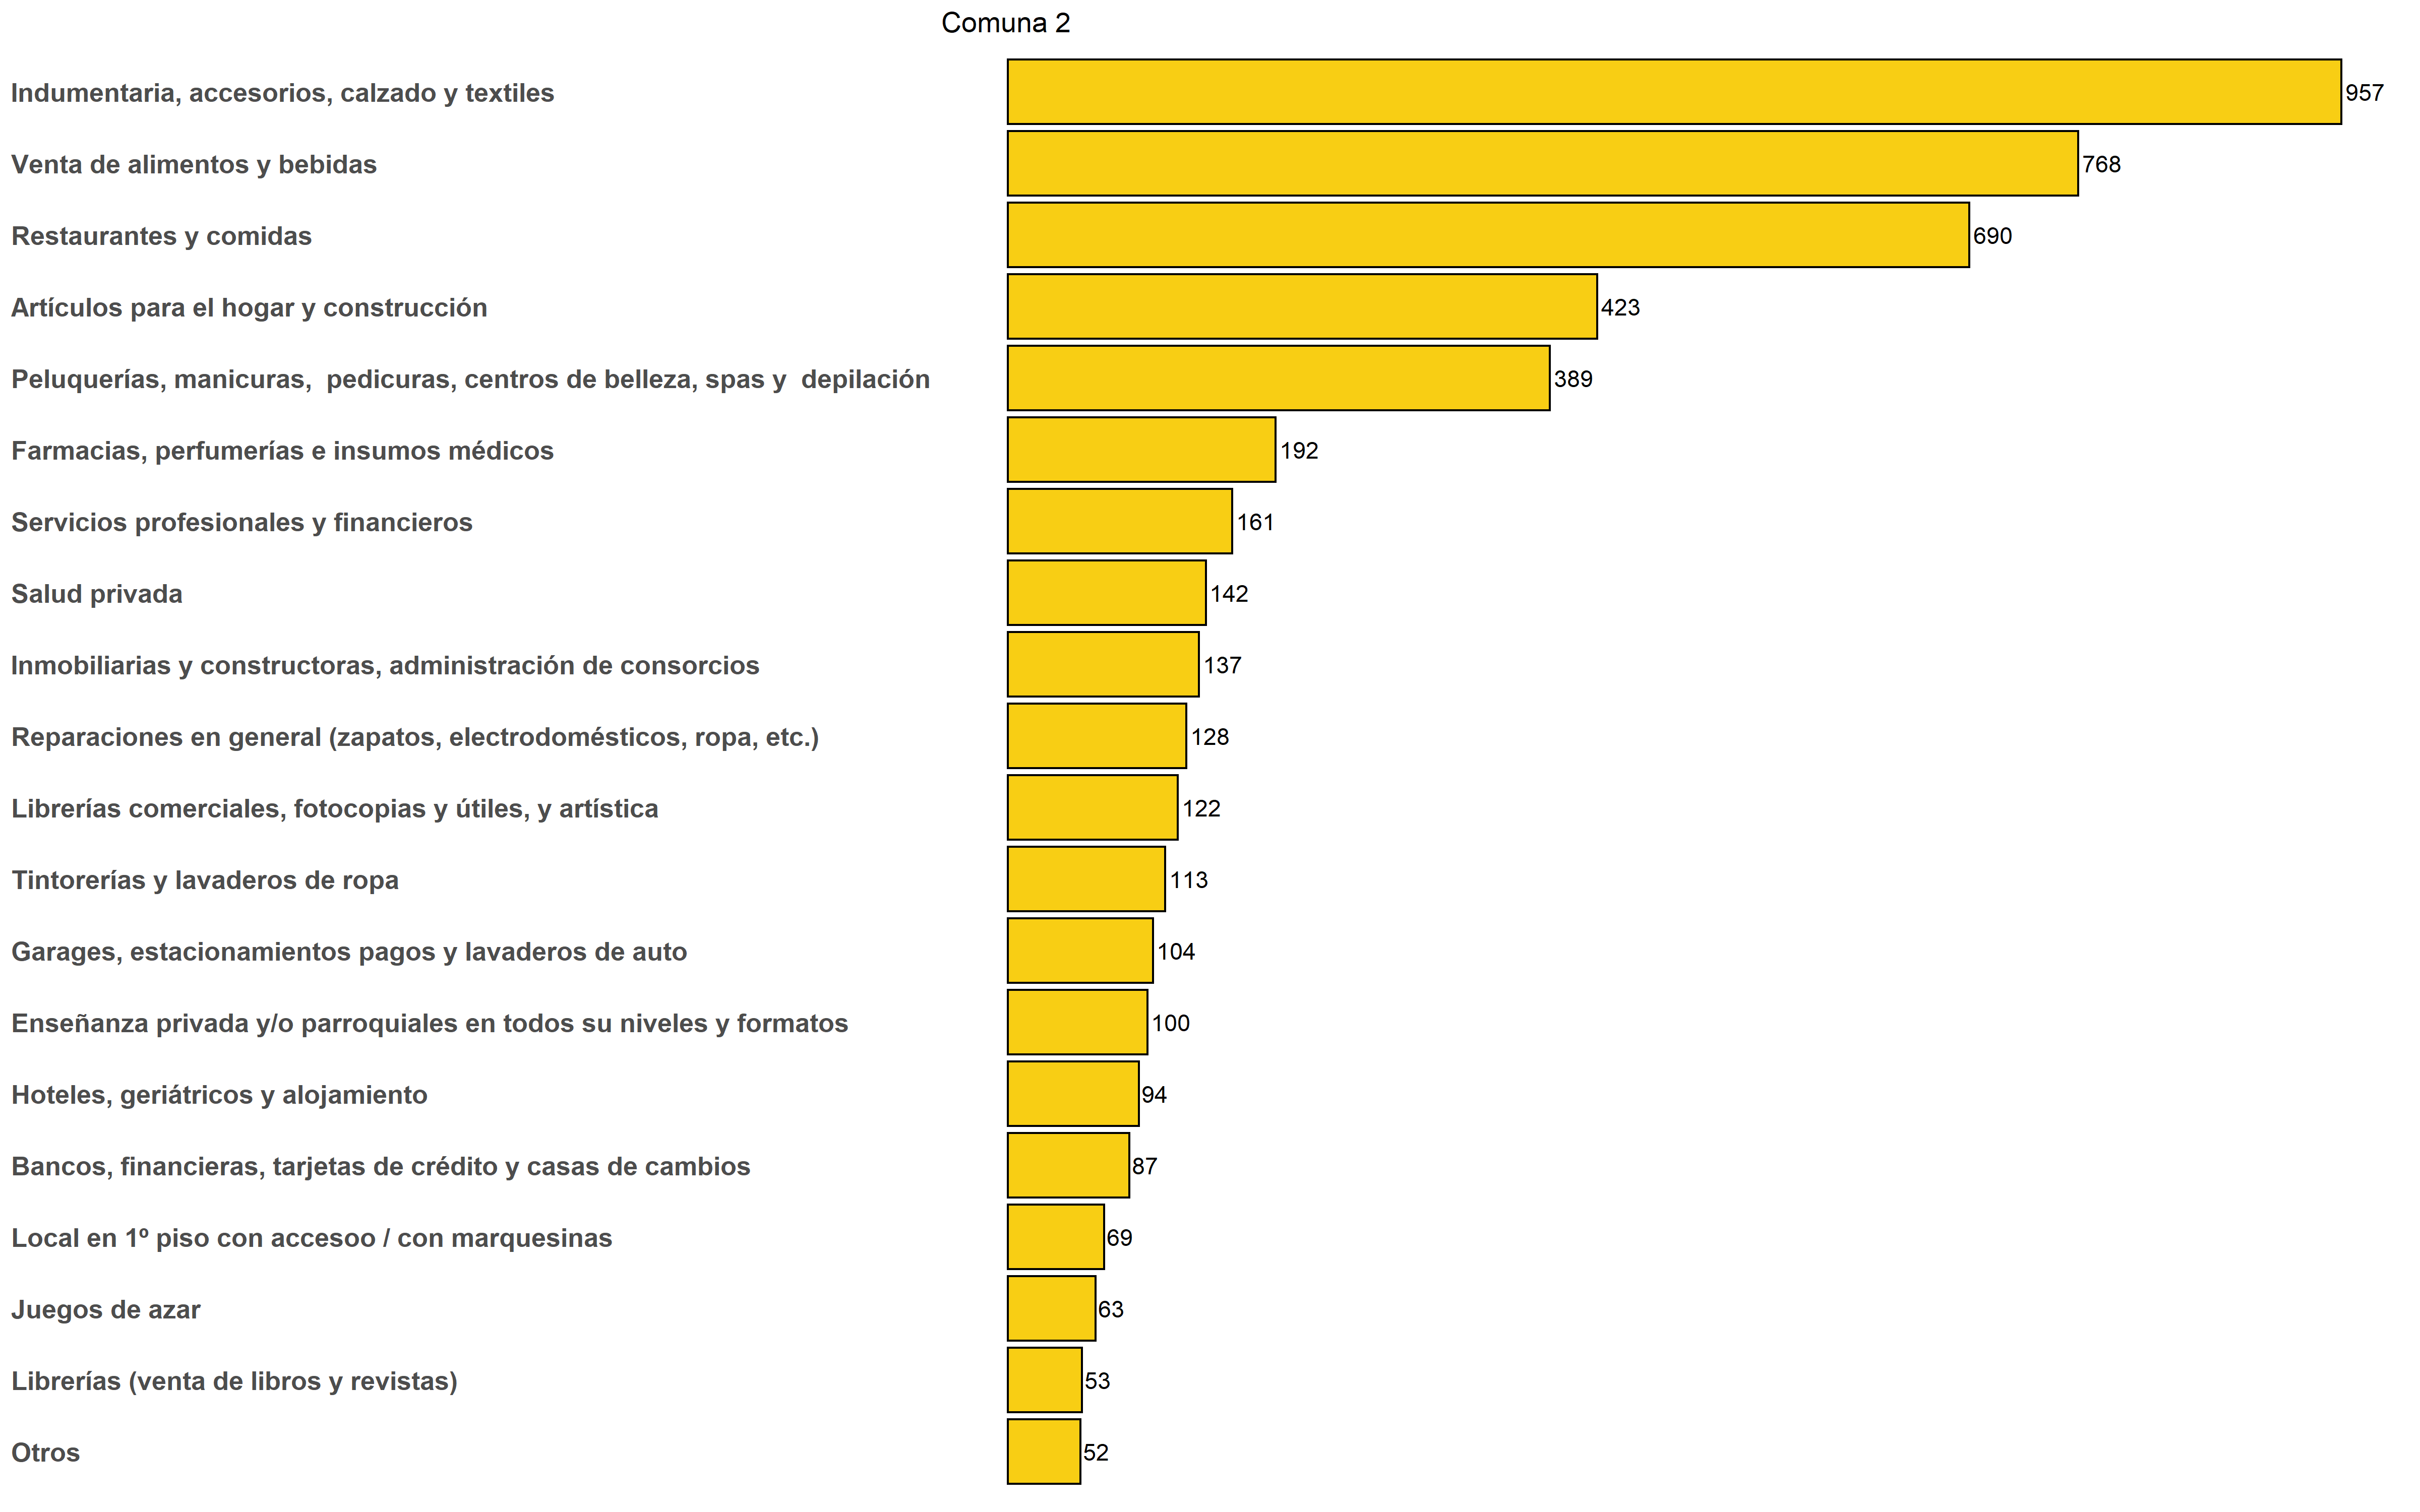 Comuna 2
Indumentaria, accesorios, calzado y textiles 957
Venta de alimentos y bebidas 768
Restaurantes y comidas 690
Artículos para el hogar y construcción 423
Peluquerías, manicuras,  pedicuras, centros de belleza, spas y  depilación 389
Farmacias, perfumerías e insumos médicos 192
Servicios profesionales y financieros 161
Salud privada 142
Inmobiliarias y constructoras, administración de consorcios 137
Reparaciones en general (zapatos, electrodomésticos, ropa, etc.) 128
Librerías comerciales, fotocopias y útiles, y artística 122
Tintorerías y lavaderos de ropa 113
Garages, estacionamientos pagos y lavaderos de auto 104
Enseñanza privada y/o parroquiales en todos su niveles y formatos 100
Hoteles, geriátricos y alojamiento 94
Bancos, financieras, tarjetas de crédito y casas de cambios 87
Local en 1º piso con accesoo / con marquesinas 69
Juegos de azar 63
Librerías (venta de libros y revistas) 53
Otros 52